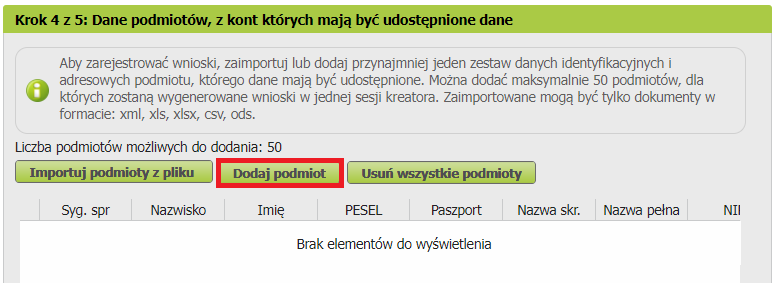 Krok 4 z 5: Dane podmiotów, z kont których mają być udostępnione dane
Aby zarejestrować wnioski, zaimportuj lub dodaj przynajmniej jeden zestaw danych identyfikacyjnych i
adresowych podmiotu, którego dane mają być udostępnione. Można dodać maksymalnie 50 podmiotów, dla
których zostaną wygenerowane wnioski w jednej sesji kreatora. Zaimportowane mogą być tylko dokumenty w
formacie: xml, xls, xlsx, csv, ods.
Liczba podmiotów możliwych do dodania: 50
Importuj podmioty z pliku Dodaj podmiot Usuń wszystkie podmioty
Syg. spr Nazwisko Imię PESEL Paszport Nazwa skr. Nazwa pełna
Brak elementów do wyświetlenia